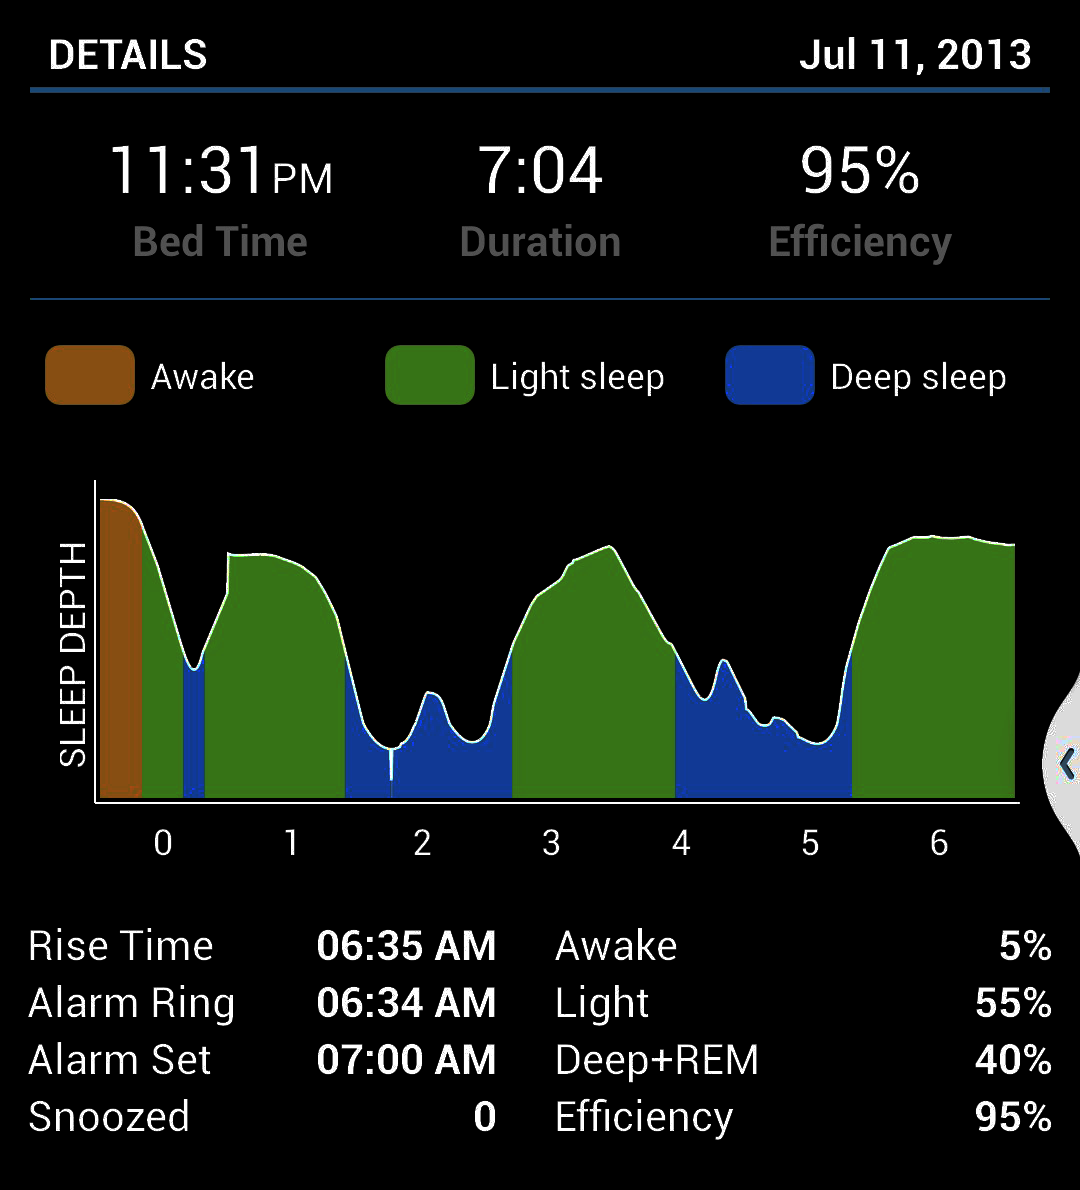 DETAILS Jul 11, 2013
11:31PM 7:04 95%
Bed Time Duration Efficiency
Awake Light sleep Deep sleep
SLEEP DEPTH
0 1 2 3 4 5 6
Rise Time 06:35 AM Awake 5%
Alarm Ring 06:34 AM Light 55%
Alarm Set 07:00 AM Deep+REM 40%
Snoozed 0 Efficiency 95%